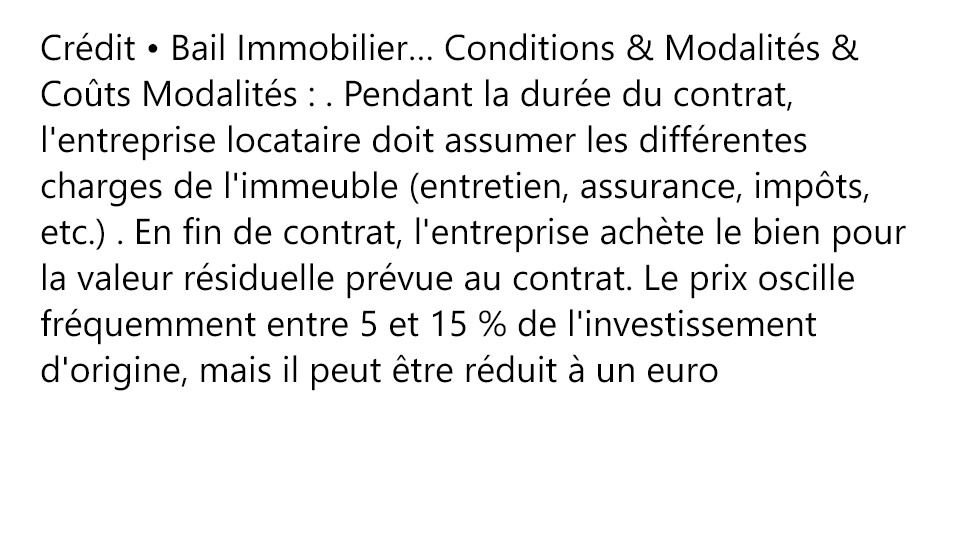 Crédit • Bail Immobilier... Conditions & Modalités &
Coûts Modalités : . Pendant la durée du contrat,
l'entreprise locataire doit assumer les différentes
charges de l'immeuble (entretien, assurance, impôts,
etc.) . En fin de contrat, l'entreprise achète le bien pour
la valeur résiduelle prévue au contrat. Le prix oscille
fréquemment entre 5 et 15 % de l'investissement
d'origine, mais il peut être réduit à un euro